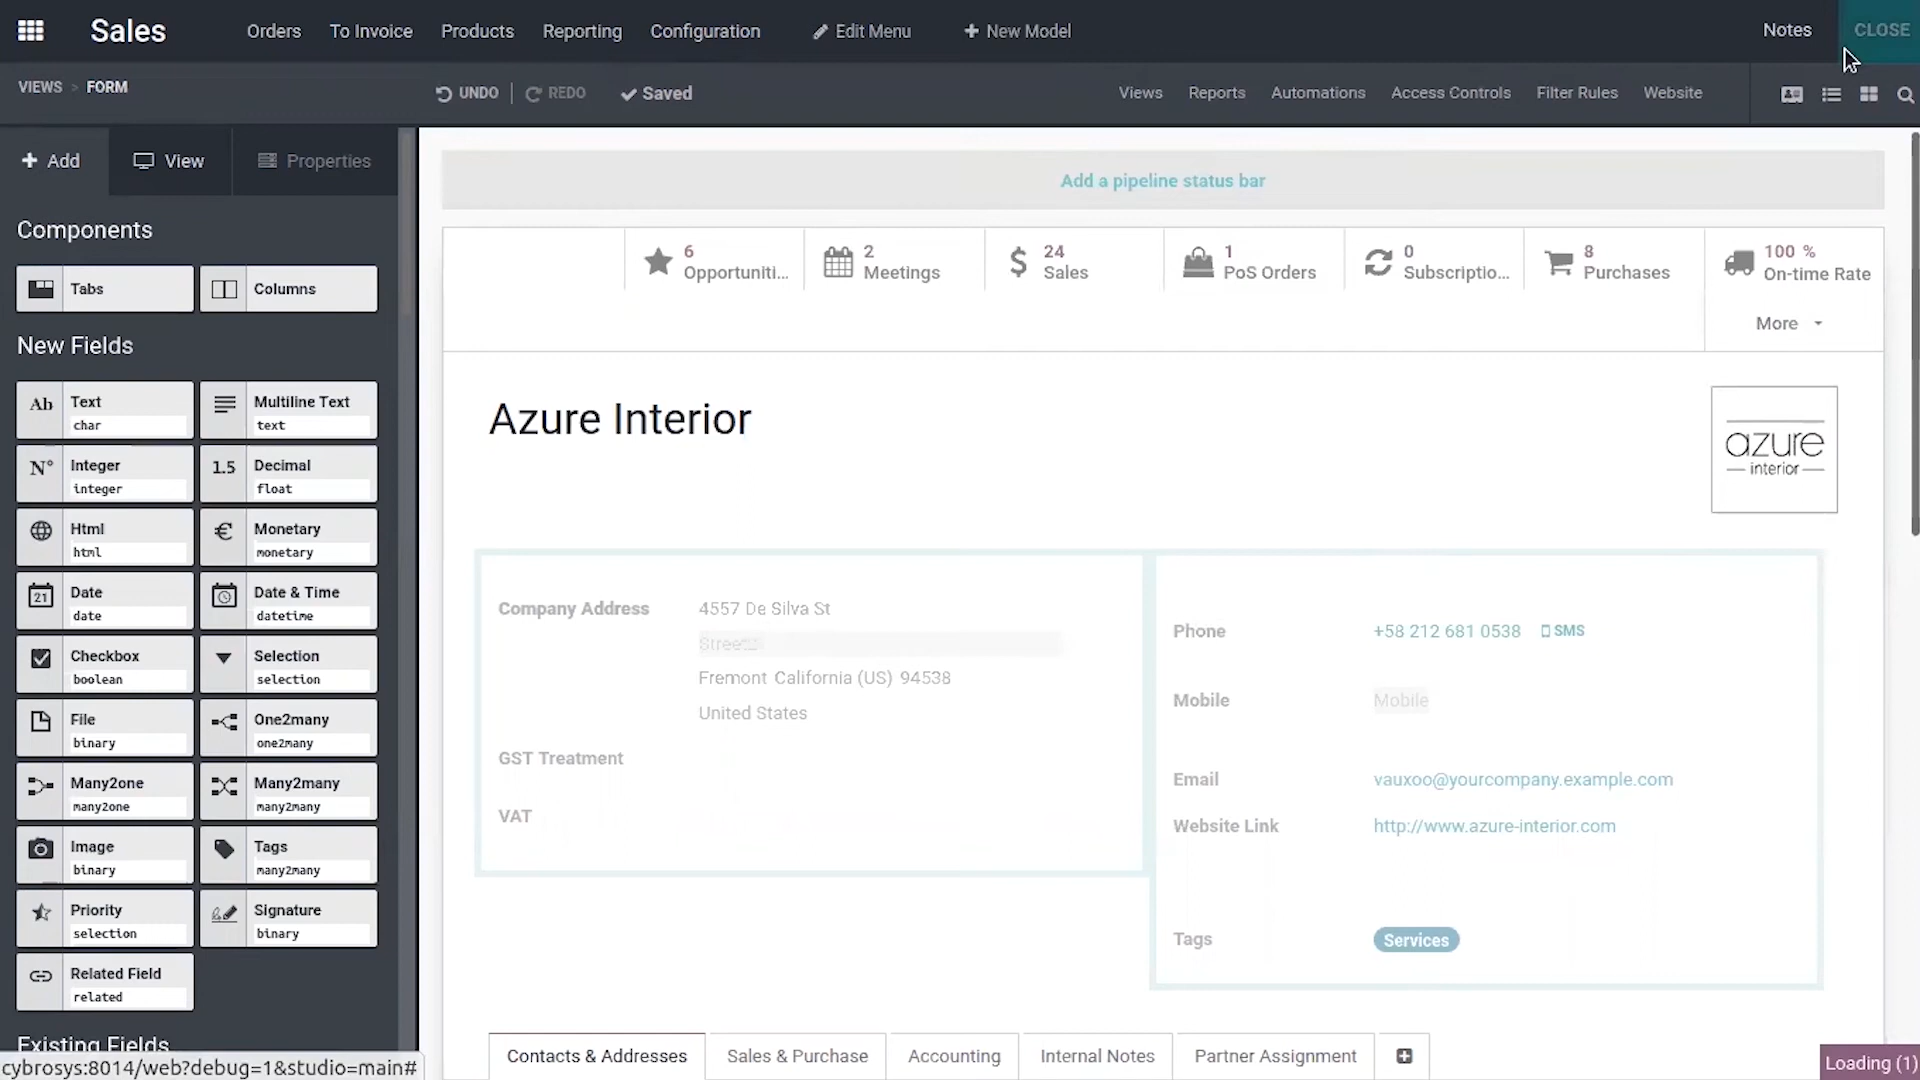 Sales Orders To Invoice Products Reporting Configuration Edit Menu New Model Notes CLOSE
VIEWS > FORM UNDO REDO Saved Views Reports Automations Access Controls Filter Rules Website
Add View Properties
Add a pipeline status bar
Components
Tabs Columns
6 Opportuniti...
2 Meetings
24 Sales
1 PoS Orders
0 Subscriptio...
8 Purchases
100 % On-time Rate
More
New Fields
Ab Text char
Multiline Text text
N° Integer integer
1.5 Decimal float
Html html
€ Monetary monetary
21 Date date
Date & Time datetime
Checkbox boolean
Selection selection
File binary
One2many one2many
Many2one many2one
Many2many many2many
Image binary
Tags many2many
Priority selection
Signature binary
Related Field related
Existing Fields
Azure Interior
azure
interior
Company Address 4557 De Silva St
Fremont California (US) 94538
United States
GST Treatment
VAT
Phone +58 212 681 0538 SMS
Mobile Mobile
Email vauxoo@yourcompany.example.com
Website Link http://www.azure-interior.com
Tags Services
Contacts & Addresses Sales & Purchase Accounting Internal Notes Partner Assignment
cybrosys:8014/web?debug=1&studio=main#
Loading (1)